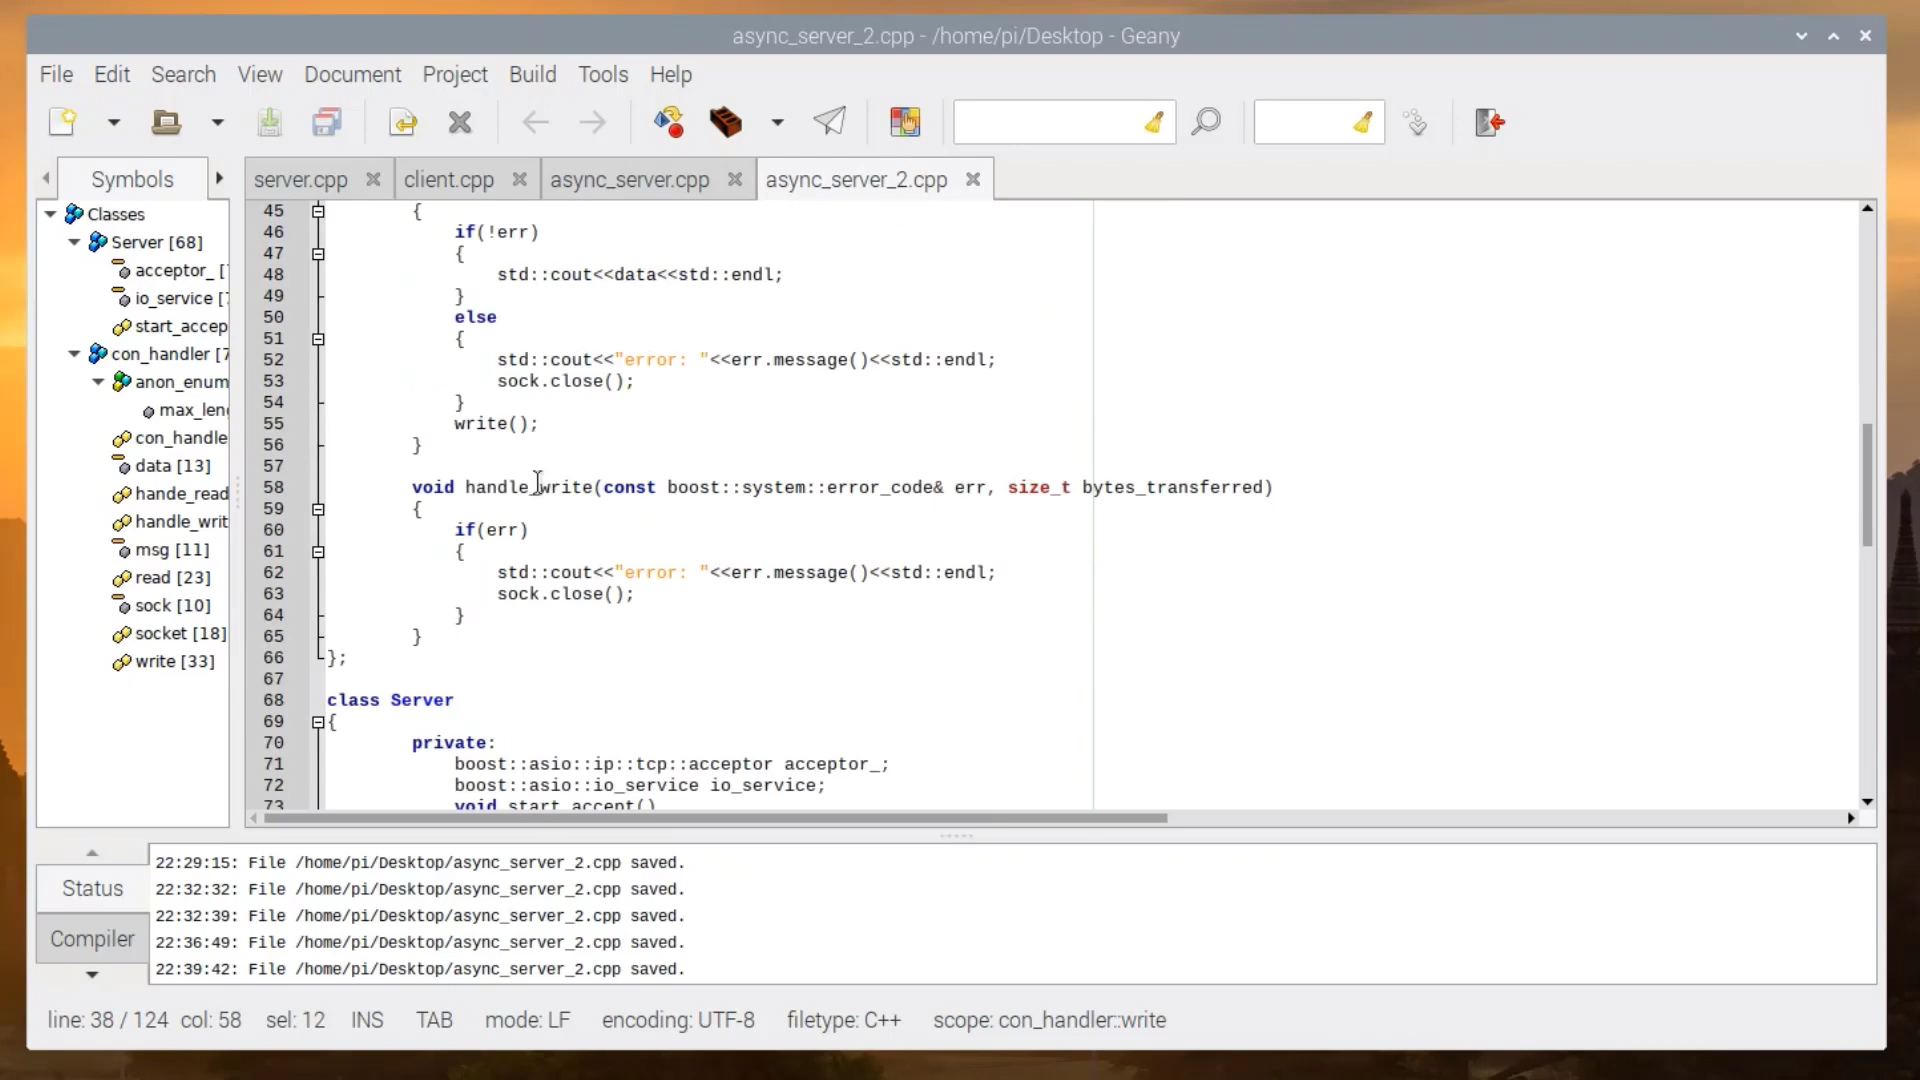 async_server_2.cpp - /home/pi/Desktop - Geany
File Edit Search View Document Project Build Tools Help
Symbols
server.cpp client.cpp async_server.cpp async_server_2.cpp
Classes
Server [68]
acceptor_ [
io_service [
start_accep
con_handler [
anon_enum
max_len
con_handle
data [13]
hande_read
handle_writ
msg [11]
read [23]
sock [10]
socket [18]
write [33]
45 {
46 if(!err)
47 {
48 std::cout<<data<<std::endl;
49 }
50 else
51 {
52 std::cout<<"error: "<<err.message()<<std::endl;
53 sock.close();
54 }
55 write();
56 }
57
58 void handle_write(const boost::system::error_code& err, size_t bytes_transferred)
59 {
60 if(err)
61 {
62 std::cout<<"error: "<<err.message()<<std::endl;
63 sock.close();
64 }
65 }
66 };
67
68 class Server
69 {
70 private:
71 boost::asio::ip::tcp::acceptor acceptor_;
72 boost::asio::io_service io_service;
73 void start_accept()
Status
Compiler
22:29:15: File /home/pi/Desktop/async_server_2.cpp saved.
22:32:32: File /home/pi/Desktop/async_server_2.cpp saved.
22:32:39: File /home/pi/Desktop/async_server_2.cpp saved.
22:36:49: File /home/pi/Desktop/async_server_2.cpp saved.
22:39:42: File /home/pi/Desktop/async_server_2.cpp saved.
line: 38 / 124 col: 58 sel: 12 INS TAB mode: LF encoding: UTF-8 filetype: C++ scope: con_handler::write